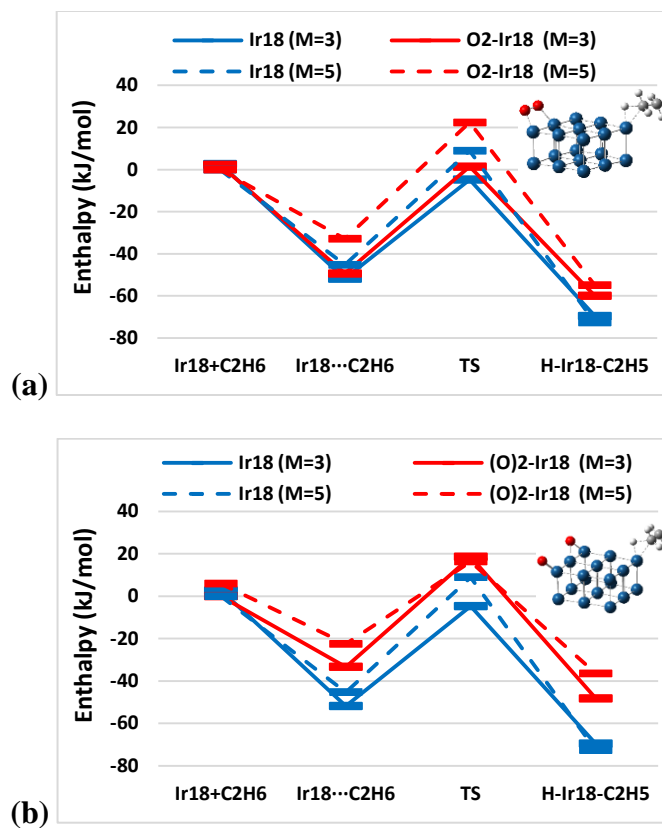 Ir18 (M=3) O2-Ir18 (M=3)
Ir18 (M=5) O2-Ir18 (M=5)
40
20
0
-20
-40
-60
-80
Enthalpy (kJ/mol)
Ir18+C2H6 Ir18···C2H6 TS H-Ir18-C2H5
(a)
Ir18 (M=3) (O)2-Ir18 (M=3)
Ir18 (M=5) (O)2-Ir18 (M=5)
40
20
0
-20
-40
-60
-80
Enthalpy (kJ/mol)
Ir18+C2H6 Ir18···C2H6 TS H-Ir18-C2H5
(b)